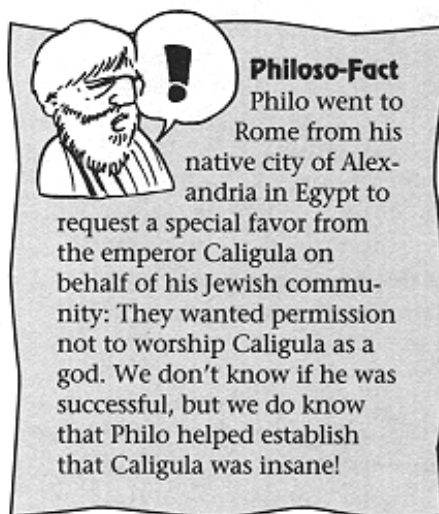 !
Philoso-Fact
Philo went to
Rome from his
native city of Alex-
andria in Egypt to
request a special favor from
the emperor Caligula on
behalf of his Jewish commu-
nity: They wanted permission
not to worship Caligula as a
god. We don't know if he was
successful, but we do know
that Philo helped establish
that Caligula was insane!